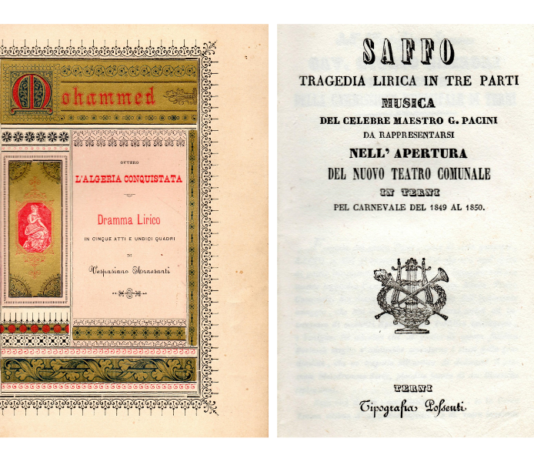 Mohammed
OVVERO
L'ALGERIA CONQUISTATA
Dramma Lirico
IN CINQUE ATTI E UNDICI QUADRI
DI
Vespasiano
SAFFO
TRAGEDIA LIRICA IN TRE PARTI
MUSICA
DEL CELEBRE MAESTRO G. PACINI
DA RAPPRESENTARSI
NELL' APERTURA
DEL NUOVO TEATRO COMUNALE
IN TERNI
PEL CARNEVALE DEL 1849 AL 1850.
TERNI
Tipografia Possenti